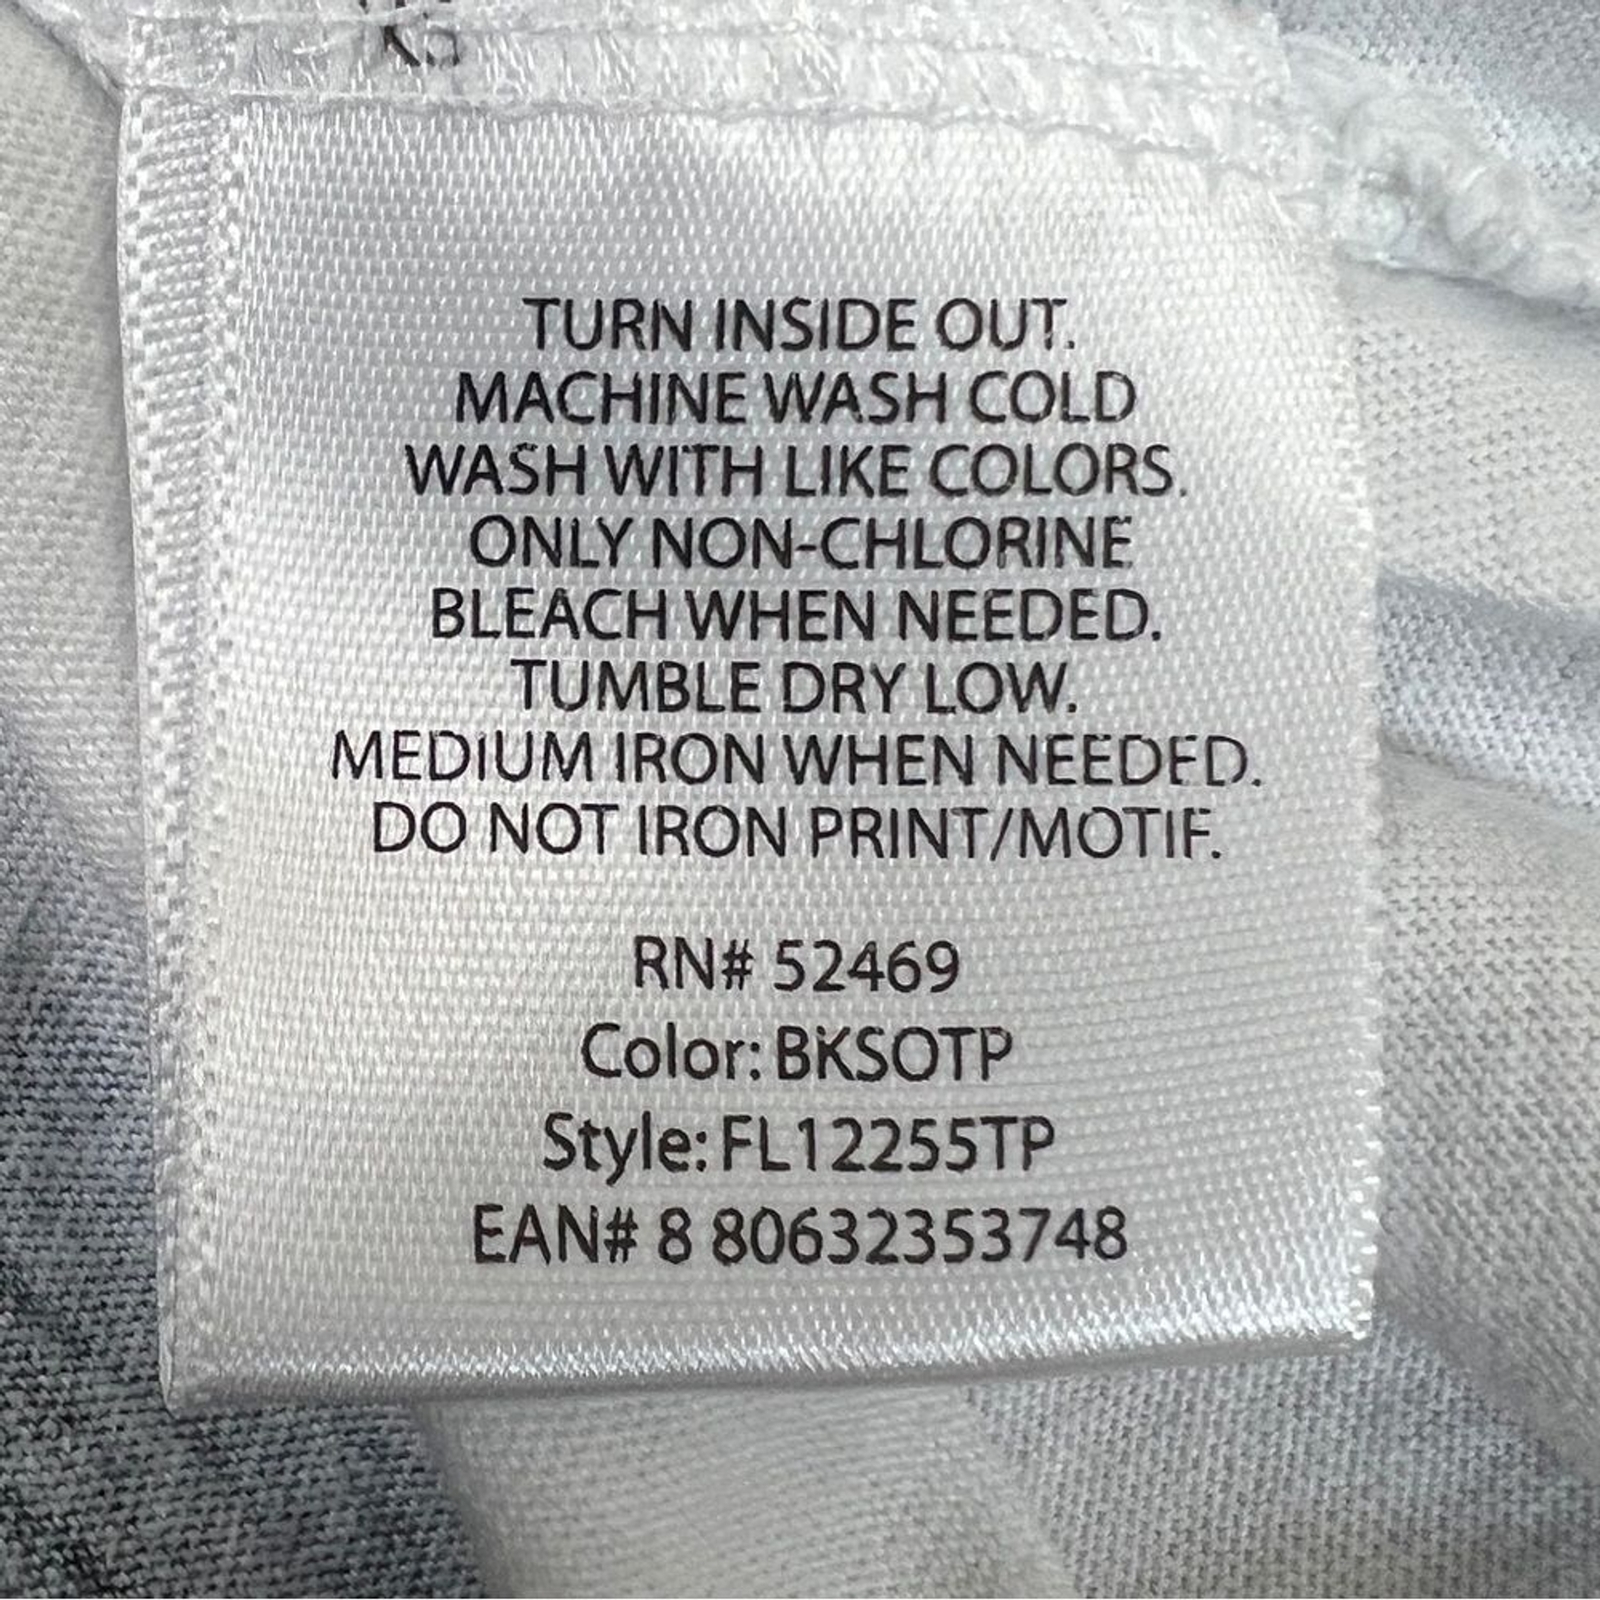 TURN INSIDE OUT.
MACHINE WASH COLD
WASH WITH LIKE COLORS.
ONLY NON-CHLORINE
BLEACH WHEN NEEDED.
TUMBLE DRY LOW.
MEDIUM IRON WHEN NEEDED.
DO NOT IRON PRINT/MOTIF.
RN# 52469
Color: BKSOTP
Style: FL12255TP
EAN# 8 80632353748